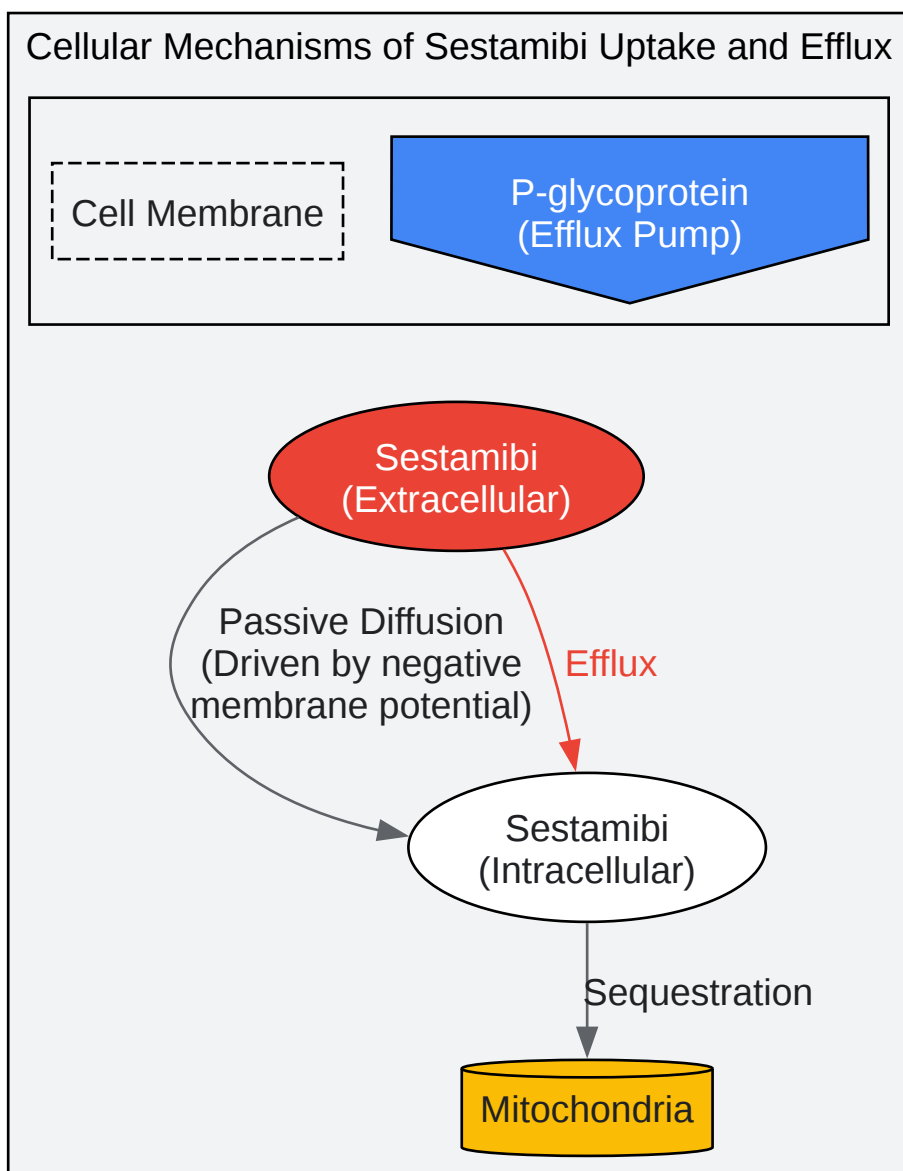 Cellular Mechanisms of Sestamibi Uptake and Efflux
Cell Membrane
P-glycoprotein
(Efflux Pump)
Sestamibi
(Extracellular)
Passive Diffusion
(Driven by negative
membrane potential)
Efflux
Sestamibi
(Intracellular)
Sequestration
Mitochondria